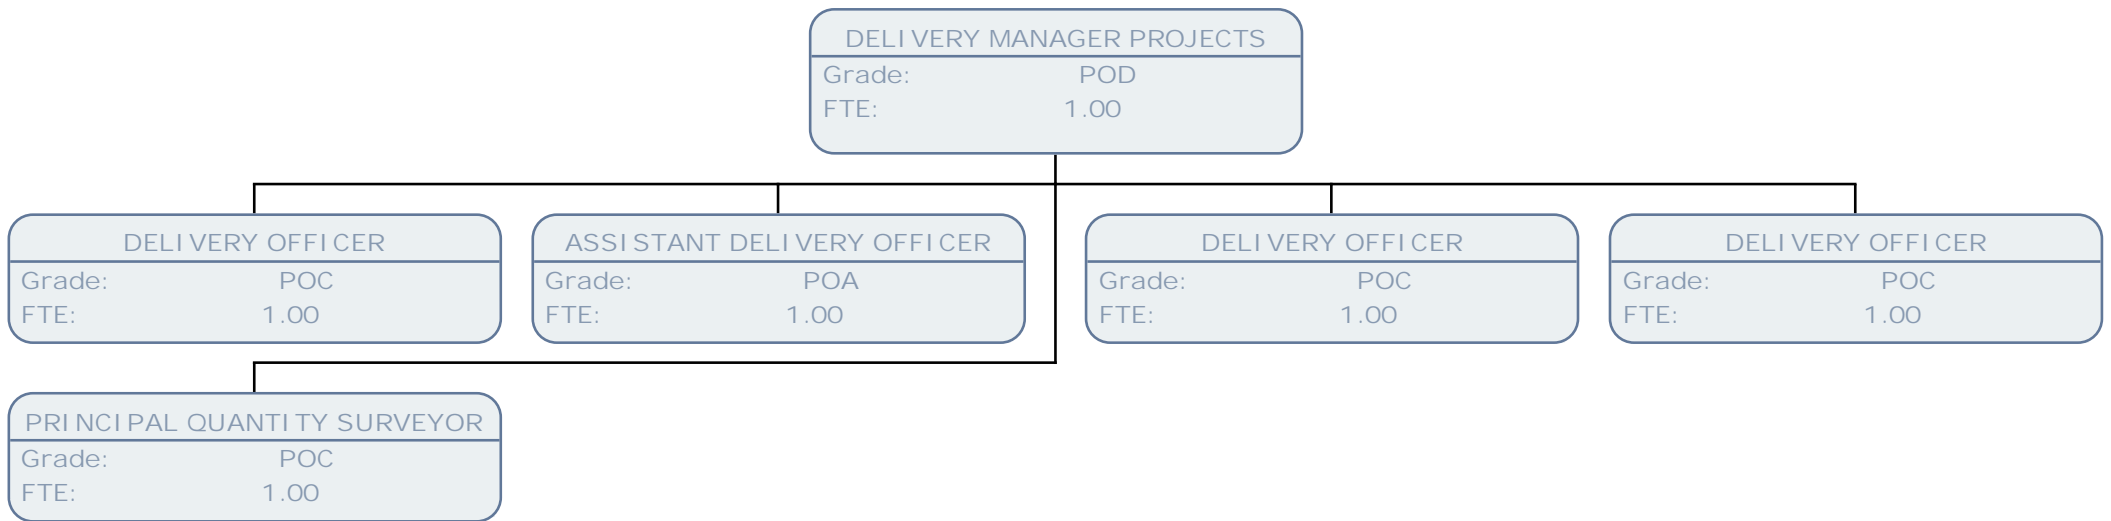 DELIVERY MANAGER PROJECTS
Grade: POD
FTE: 1.00
DELIVERY OFFICER
Grade: POC
FTE: 1.00
ASSISTANT DELIVERY OFFICER
Grade: POA
FTE: 1.00
DELIVERY OFFICER
Grade: POC
FTE: 1.00
DELIVERY OFFICER
Grade: POC
FTE: 1.00
PRINCIPAL QUANTITY SURVEYOR
Grade: POC
FTE: 1.00